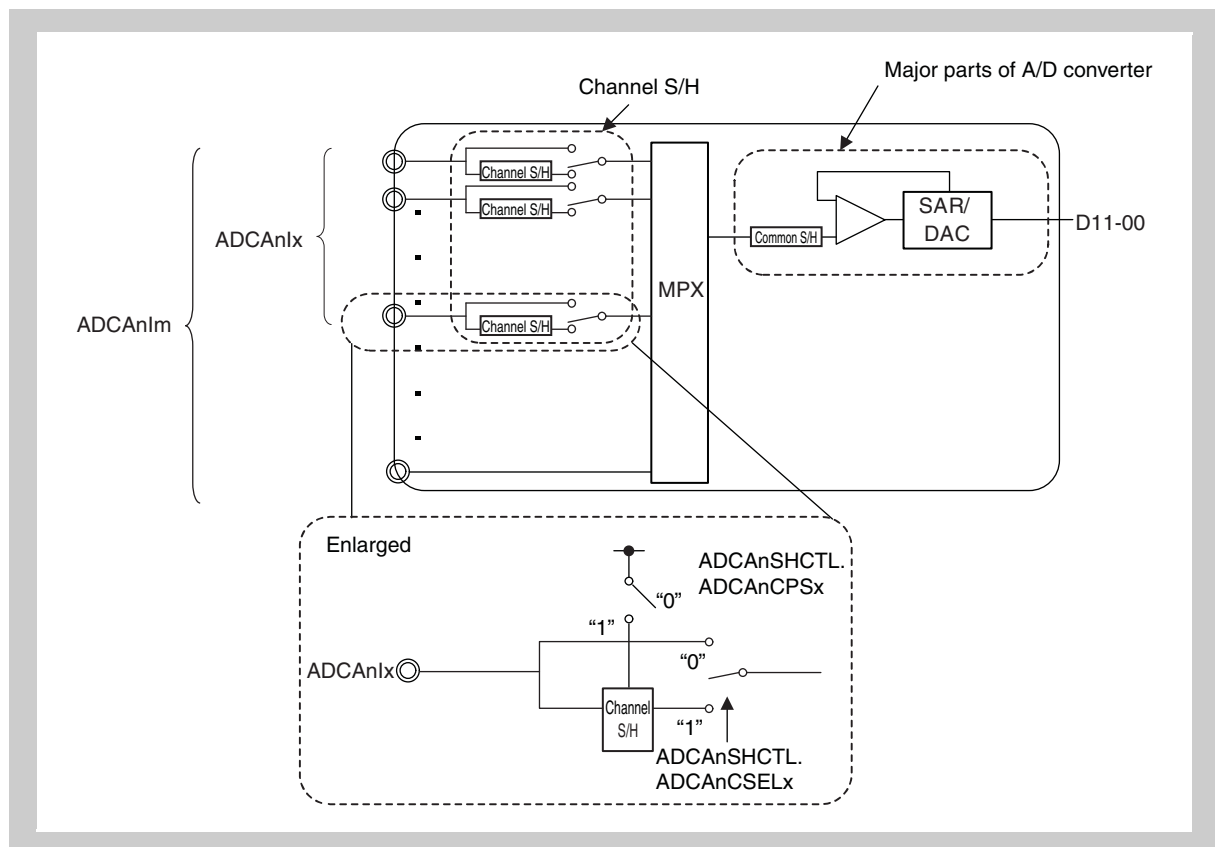 Major parts of A/D converter
Channel S/H
Channel S/H
Channel S/H
ADCAnIx
SAR/
DAC
D11-00
Common S/H
MPX
ADCAnIm
Channel S/H
Enlarged
ADCAnSHCTL.
ADCAnCPSx
“0”
“1”
ADCAnIx
“0”
Channel
S/H
“1”
ADCAnSHCTL.
ADCAnCSELx